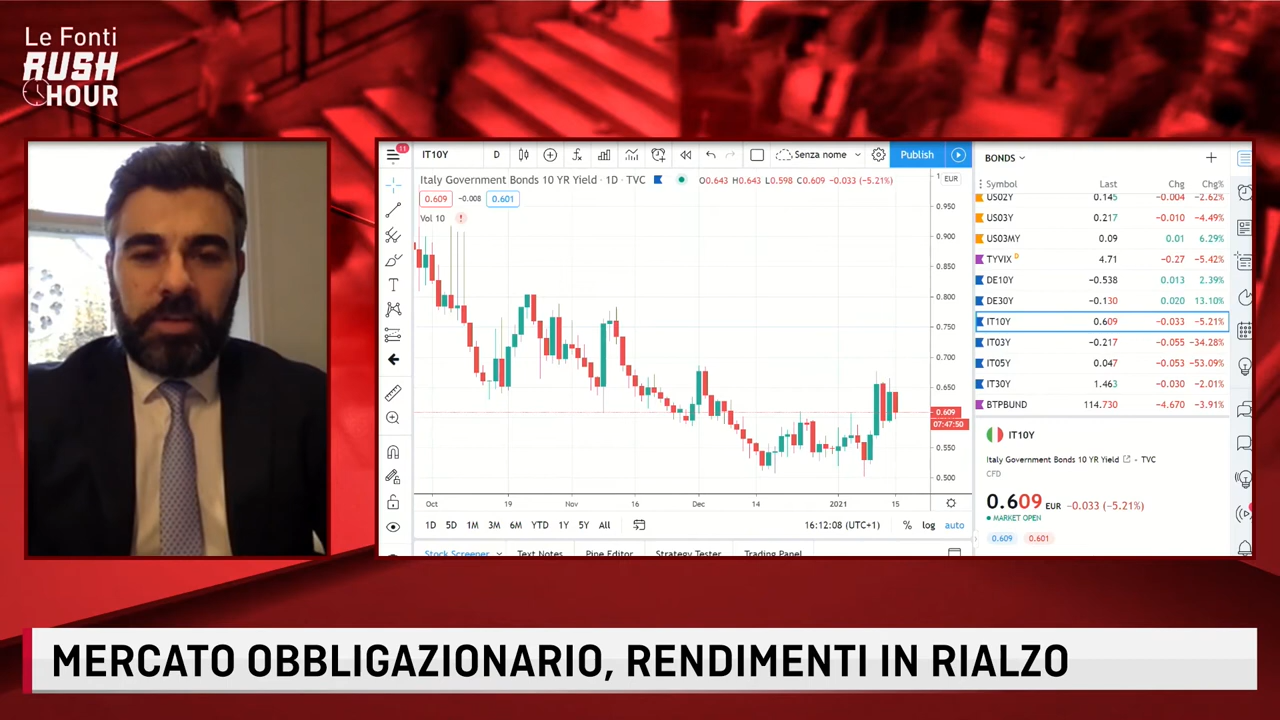 Le Fonti
RUSH
HOUR
11
IT10Y
D
Senza nome
Publish
Italy Government Bonds 10 YR Yield · 1D · TVC
O0.643 H0.643 L0.598 C0.609 −0.033 (−5.21%)
0.609 −0.008 0.601
Vol 10 !
EUR
0.950
0.900
0.850
0.800
0.750
0.700
0.650
0.609
07:47:50
0.550
0.500
Oct 19 Nov 16 Dec 14 2021 15
1D 5D 1M 3M 6M YTD 1Y 5Y All
16:12:08 (UTC+1) % log auto
Stock Screener Text Notes Pine Editor Strategy Tester Trading Panel
BONDS
Symbol Last Chg Chg%
US02Y 0.145 −0.004 −2.62%
US03Y 0.217 −0.010 −4.49%
US03MY 0.09 0.01 6.29%
TYVIX D 4.71 −0.27 −5.42%
DE10Y −0.538 0.013 2.39%
DE30Y −0.130 0.020 13.10%
IT10Y 0.609 −0.033 −5.21%
IT03Y −0.217 −0.055 −34.28%
IT05Y 0.047 −0.053 −53.09%
IT30Y 1.463 −0.030 −2.01%
BTPBUND 114.730 −4.670 −3.91%
IT10Y
Italy Government Bonds 10 YR Yield - TVC
CFD
0.609 EUR −0.033 (−5.21%)
MARKET OPEN
0.609 0.601
MERCATO OBBLIGAZIONARIO, RENDIMENTI IN RIALZO